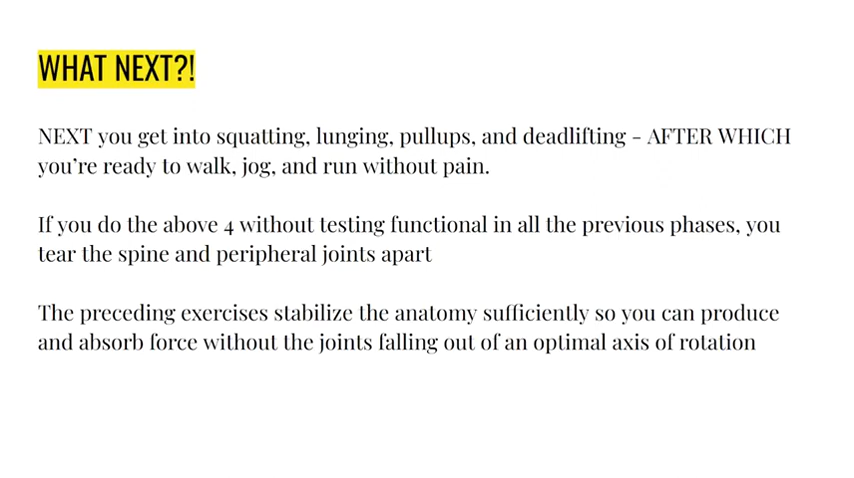 WHAT NEXT?!
NEXT you get into squatting, lunging, pullups, and deadlifting - AFTER WHICH
you're ready to walk, jog, and run without pain.
If you do the above 4 without testing functional in all the previous phases, you
tear the spine and peripheral joints apart
The preceding exercises stabilize the anatomy sufficiently so you can produce
and absorb force without the joints falling out of an optimal axis of rotation